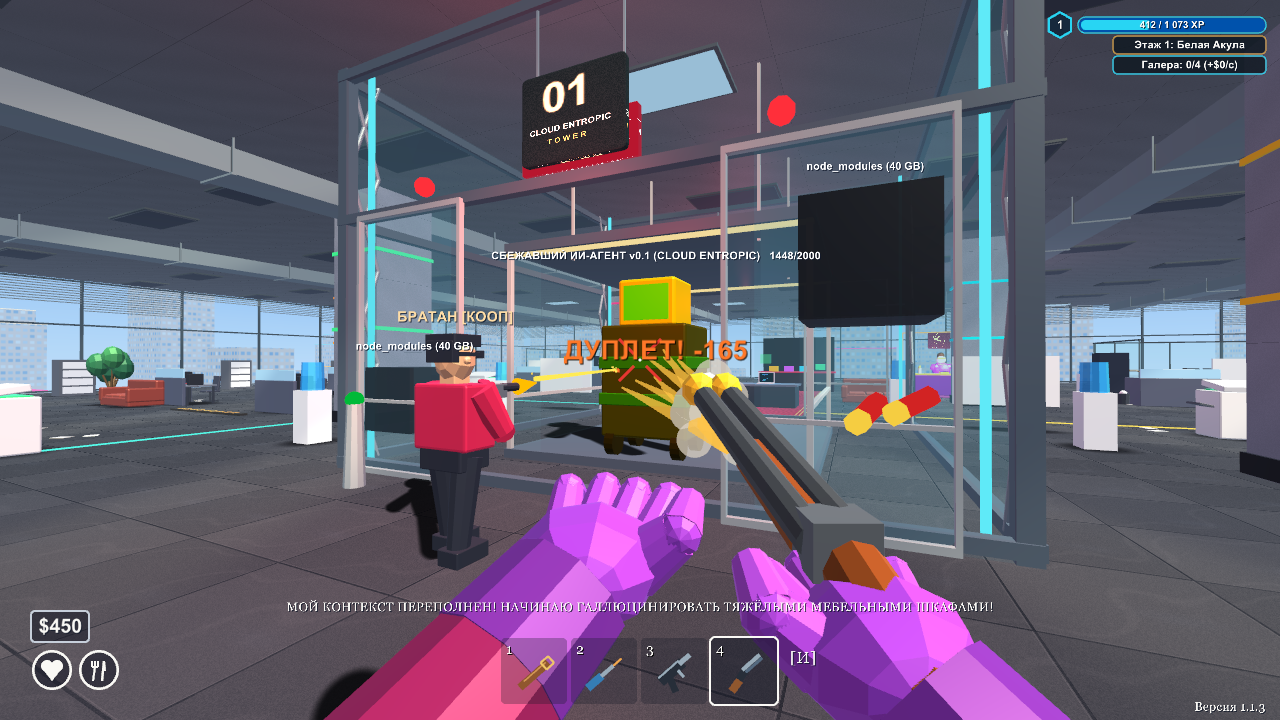 1
412 / 1 073 XP
Этаж 1: Белая Акула
Галера: 0/4 (+$0/с)
01
CLOUD ENTROPIC
TOWER
node_modules (40 GB)
СБЕЖАВШИЙ ИИ-АГЕНТ v0.1 (CLOUD ENTROPIC) 1448/2000
БРАТАН [КООП]
node_modules (40 GB)
ДУПЛЕТ! -165
МОЙ КОНТЕКСТ ПЕРЕПОЛНЕН! НАЧИНАЮ ГАЛЛЮЦИНИРОВАТЬ ТЯЖЁЛЫМИ МЕБЕЛЬНЫМИ ШКАФАМИ!
$450
1
2
3
4
[И]
Версия 1.1.3